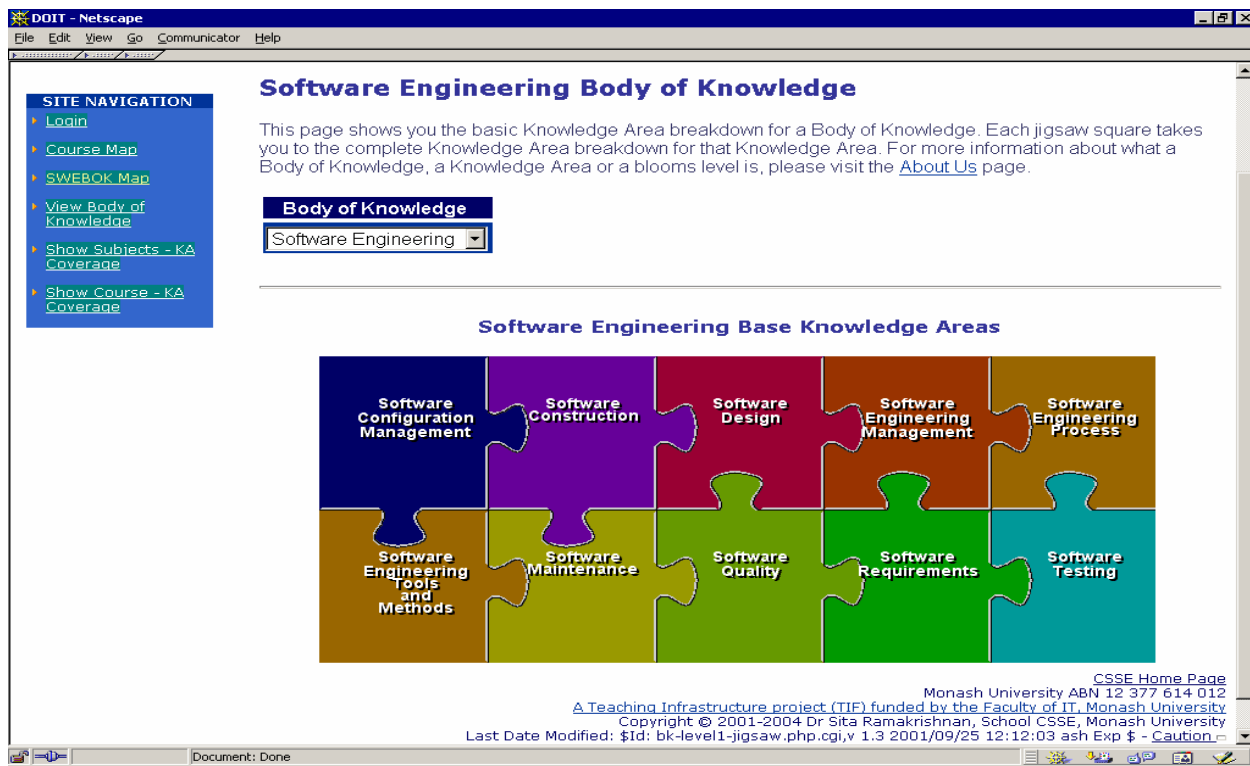 DOIT - Netscape
File Edit View Go Communicator Help
SITE NAVIGATION
Login
Course Map
SWEBOK Map
View Body of
Knowledge
Show Subjects - KA
Coverage
Show Course - KA
Coverage
Software Engineering Body of Knowledge
This page shows you the basic Knowledge Area breakdown for a Body of Knowledge. Each jigsaw square takes
you to the complete Knowledge Area breakdown for that Knowledge Area. For more information about what a
Body of Knowledge, a Knowledge Area or a blooms level is, please visit the About Us page.
Body of Knowledge
Software Engineering
Software Engineering Base Knowledge Areas
Software
Configuration
Management
Software
Construction
Software
Design
Software
Engineering
Management
Software
Engineering
Process
Software
Engineering
Tools
and
Methods
Software
Maintenance
Software
Quality
Software
Requirements
Software
Testing
CSSE Home Page
Monash University ABN 12 377 614 012
A Teaching Infrastructure project (TIF) funded by the Faculty of IT, Monash University
Copyright © 2001-2004 Dr Sita Ramakrishnan, School CSSE, Monash University
Last Date Modified: $Id: bk-level1-jigsaw.php.cgi,v 1.3 2001/09/25 12:12:03 ash Exp $ - Caution
Document: Done